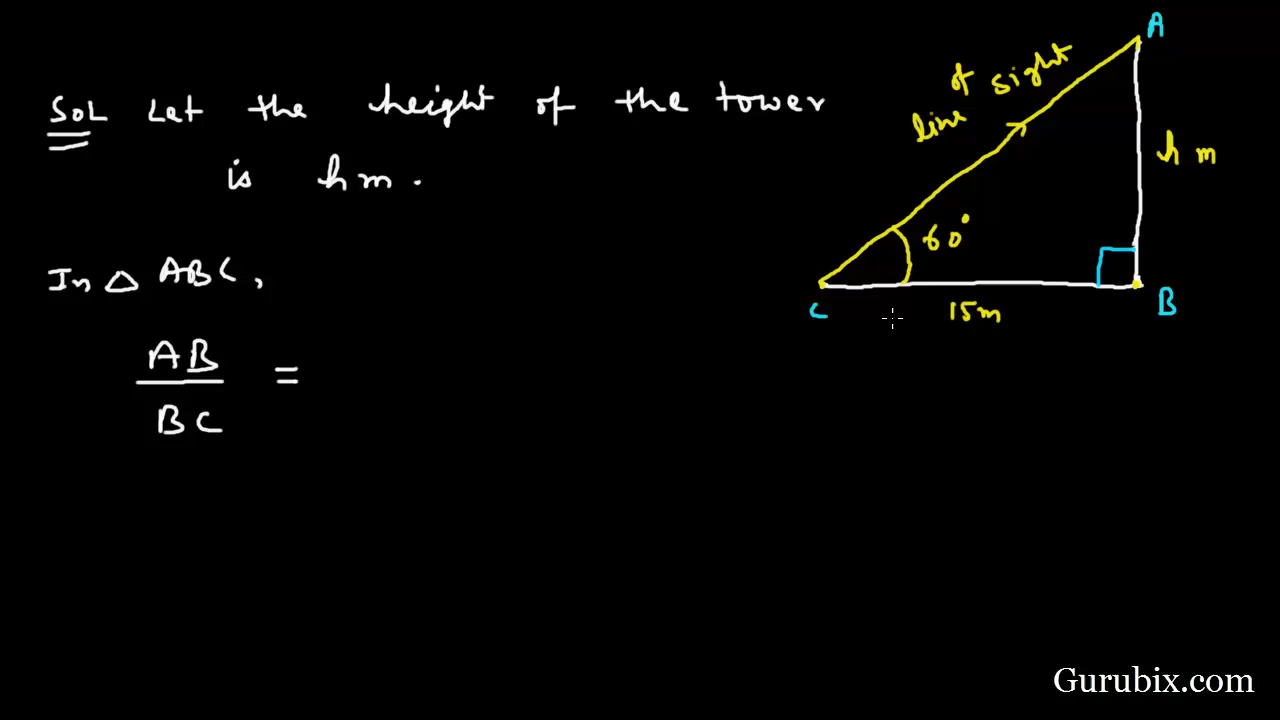 SOL Let the height of the tower
is h m.
In △ ABC,
AB
BC
=
A
line of sight
h m
60°
C
15m
B
Gurubix.com